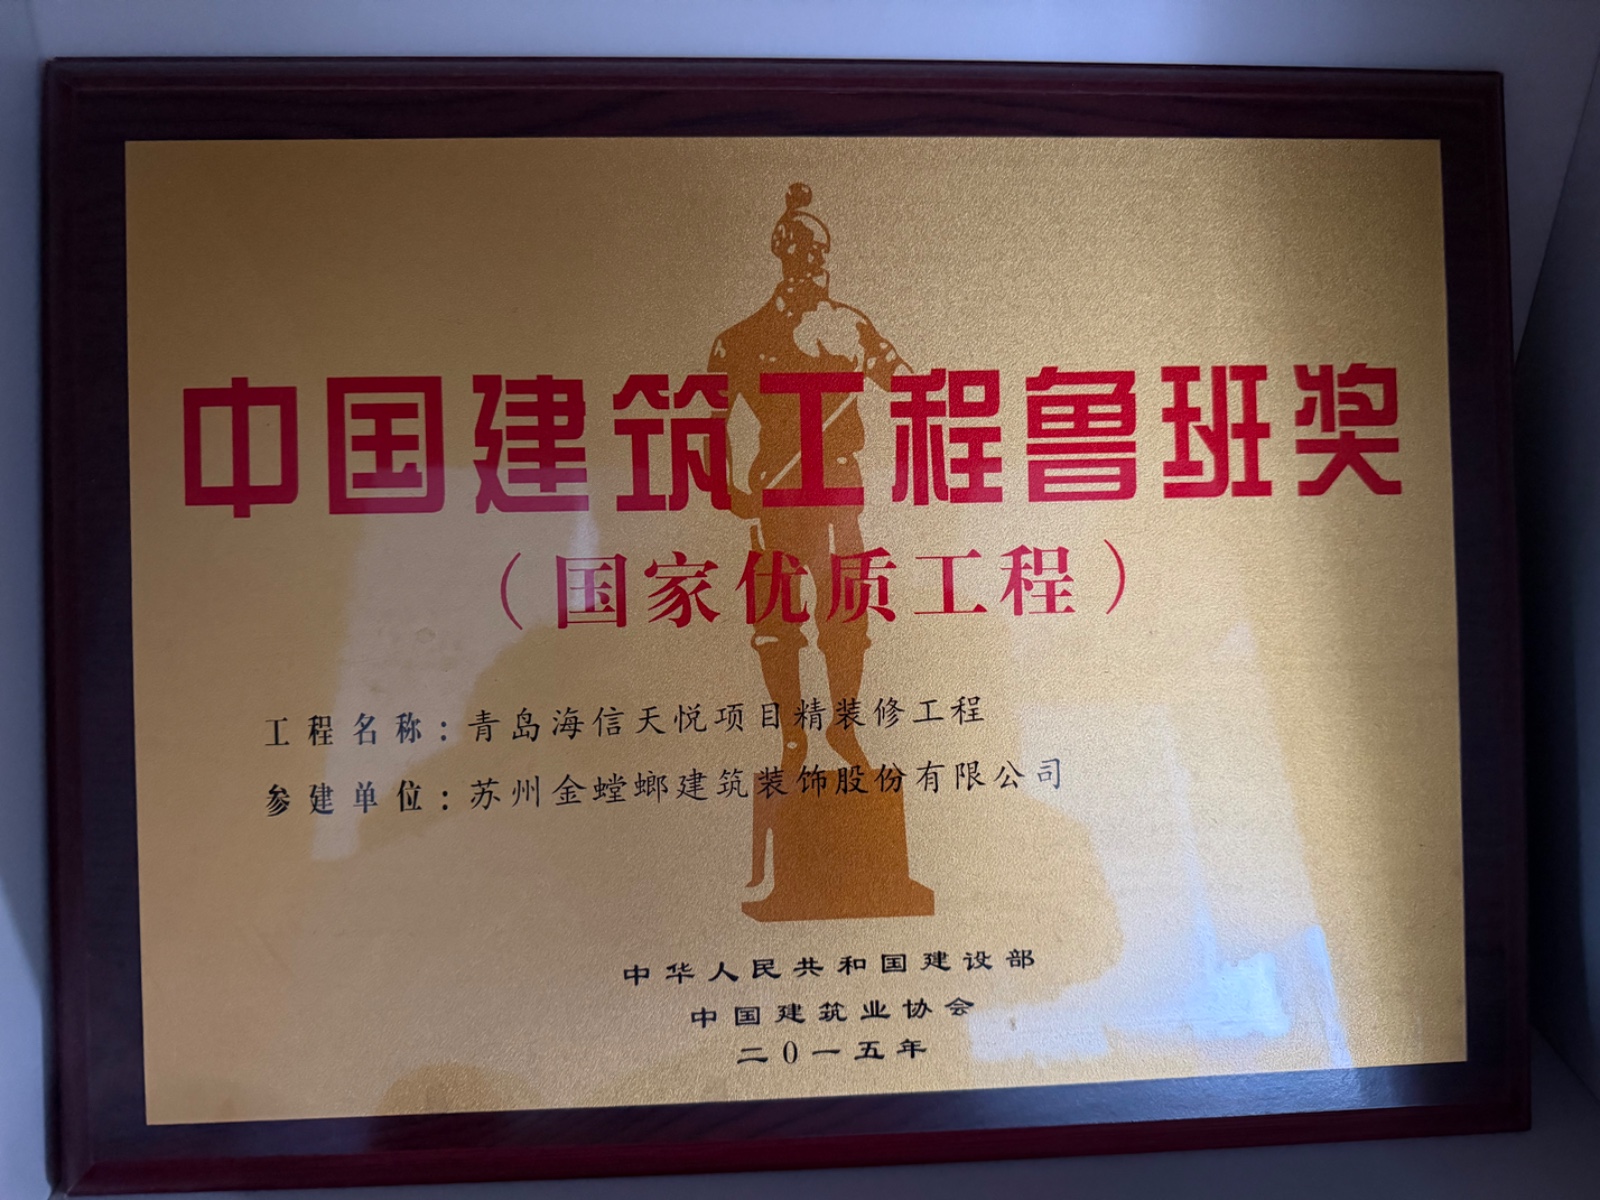 中国建筑工程鲁班奖
（国家优质工程）
工程名称：青岛海信天悦项目精装修工程
参建单位：苏州金螳螂建筑装饰股份有限公司
中华人民共和国建设部
中国建筑业协会
二0一五年